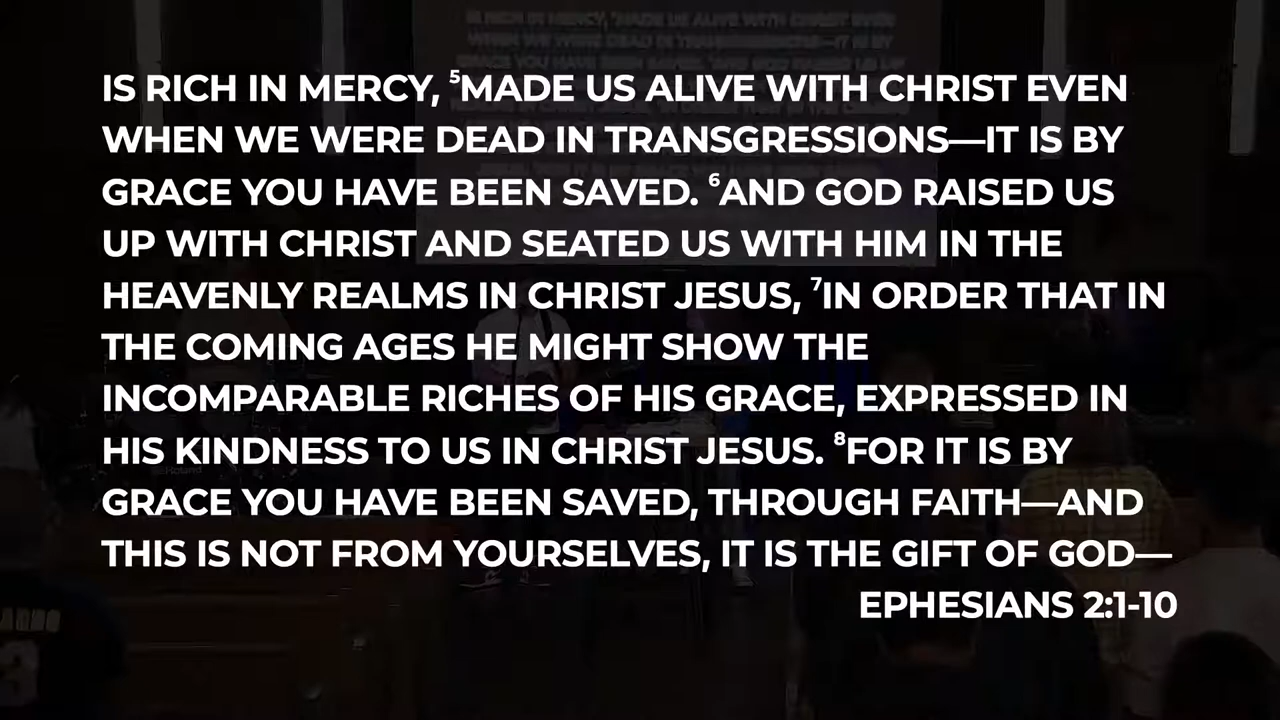 IS RICH IN MERCY, ⁵MADE US ALIVE WITH CHRIST EVEN
WHEN WE WERE DEAD IN TRANSGRESSIONS—IT IS BY
GRACE YOU HAVE BEEN SAVED. ⁶AND GOD RAISED US
UP WITH CHRIST AND SEATED US WITH HIM IN THE
HEAVENLY REALMS IN CHRIST JESUS, ⁷IN ORDER THAT IN
THE COMING AGES HE MIGHT SHOW THE
INCOMPARABLE RICHES OF HIS GRACE, EXPRESSED IN
HIS KINDNESS TO US IN CHRIST JESUS. ⁸FOR IT IS BY
GRACE YOU HAVE BEEN SAVED, THROUGH FAITH—AND
THIS IS NOT FROM YOURSELVES, IT IS THE GIFT OF GOD—
EPHESIANS 2:1-10